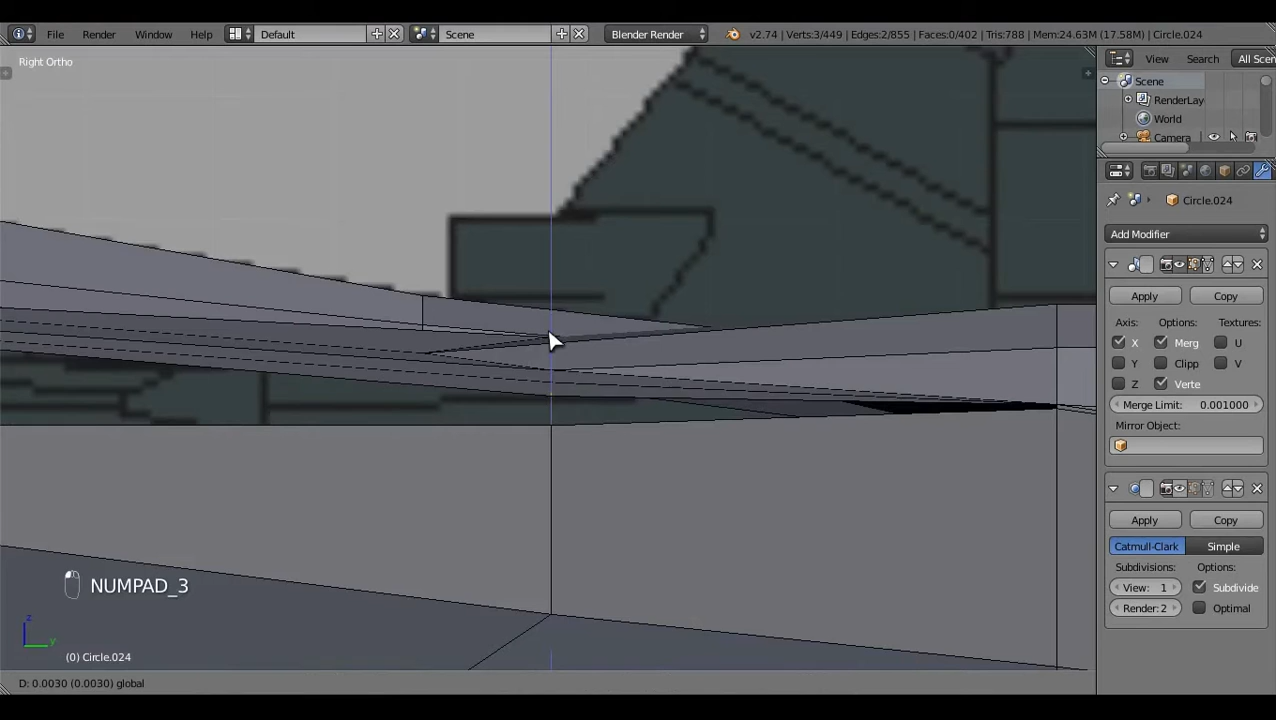 File Render Window Help Default Scene Blender Render v2.74 | Verts:3/449 | Edges:2/855 | Faces:0/402 | Tris:788 | Mem:24.63M (17.58M) | Circle.024
Right Ortho
View Search All Scen
Scene
RenderLay
World
Camera
Circle.024
Add Modifier
Apply Copy
Axis: Options: Textures:
X Merg U
Y Clipp V
Z Verte
Merge Limit: 0.001000
Mirror Object:
Apply Copy
Catmull-Clark Simple
Subdivisions: Options:
View: 1 Subdivide
Render: 2 Optimal
NUMPAD_3
z
y
(0) Circle.024
D: 0.0030 (0.0030) global